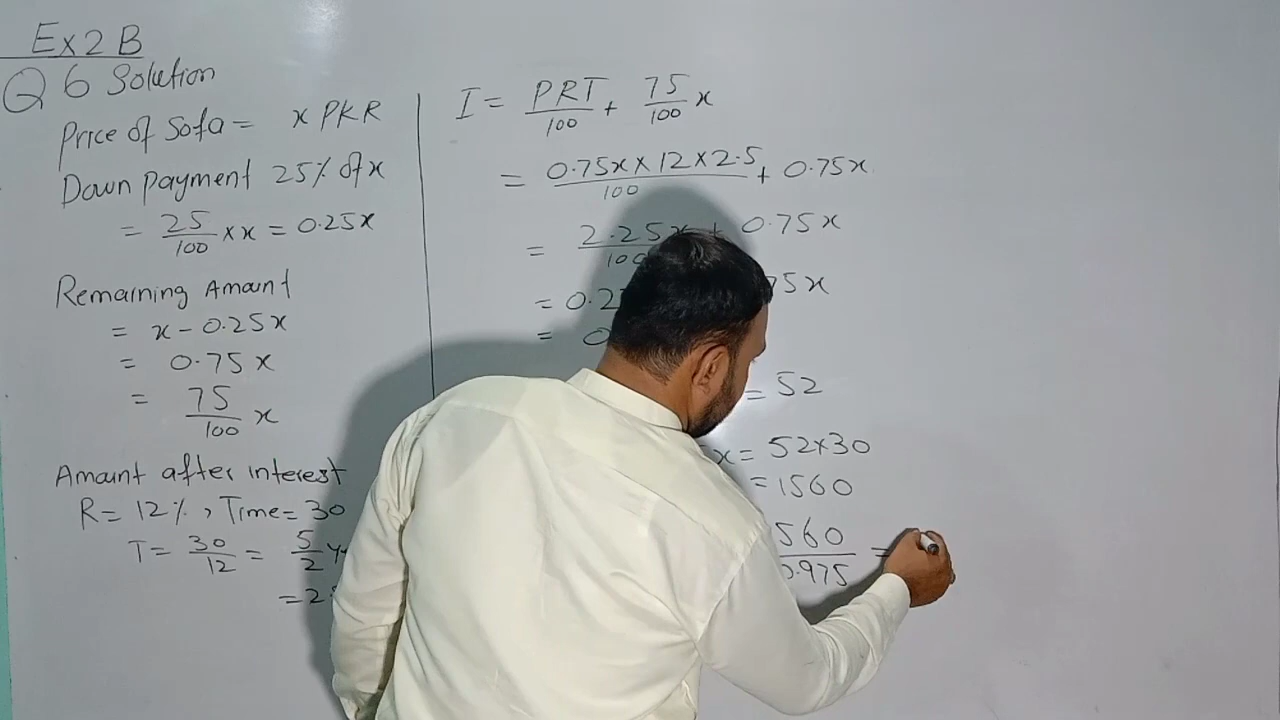 Ex2B
Q6 Solution
Price of Sofa = x PKR
Down payment 25% of x
= 25/100 × x = 0.25x
Remaining Amount
= x - 0.25x
= 0.75x
= 75/100 x
Amount after interest
R = 12%, Time = 30
T = 30/12 = 5/2 y
= 2.
I = PRT/100 + 75/100 x
= 0.75x × 12 × 2.5/100 + 0.75x
= 2.25x/100 + 0.75x
= 0.2 75x
= 0
= 52
x = 52×30
= 1560
560/0.975 =